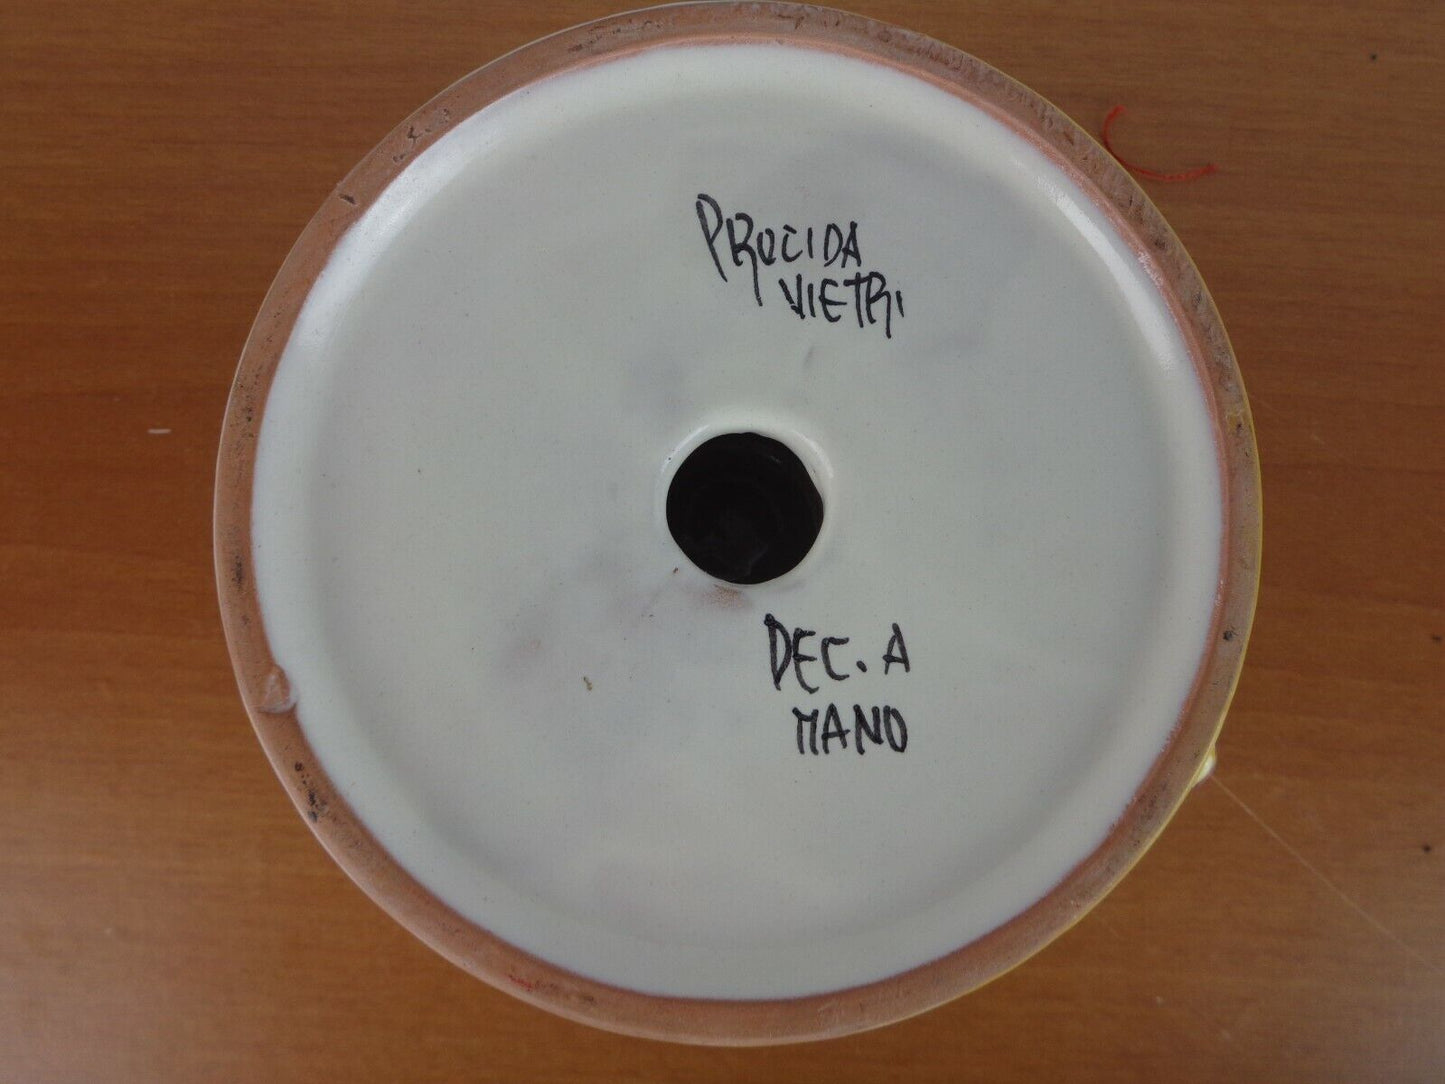 PROCIDA
VIETRI
DEC. A
MANO